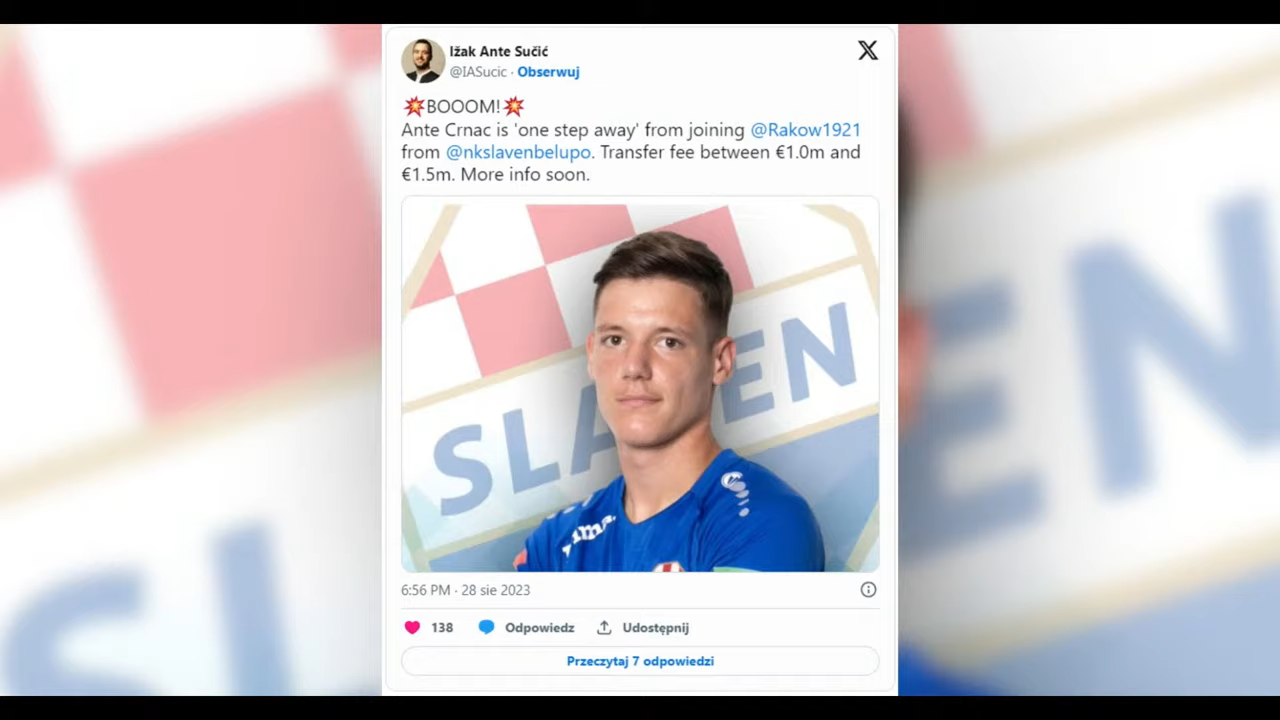 Ižak Ante Sučić
@IASucic · Obserwuj
💥BOOOM!💥
Ante Crnac is 'one step away' from joining @Rakow1921
from @nkslavenbelupo. Transfer fee between €1.0m and
€1.5m. More info soon.
SLAVEN
6:56 PM · 28 sie 2023
138 Odpowiedz Udostępnij
Przeczytaj 7 odpowiedzi